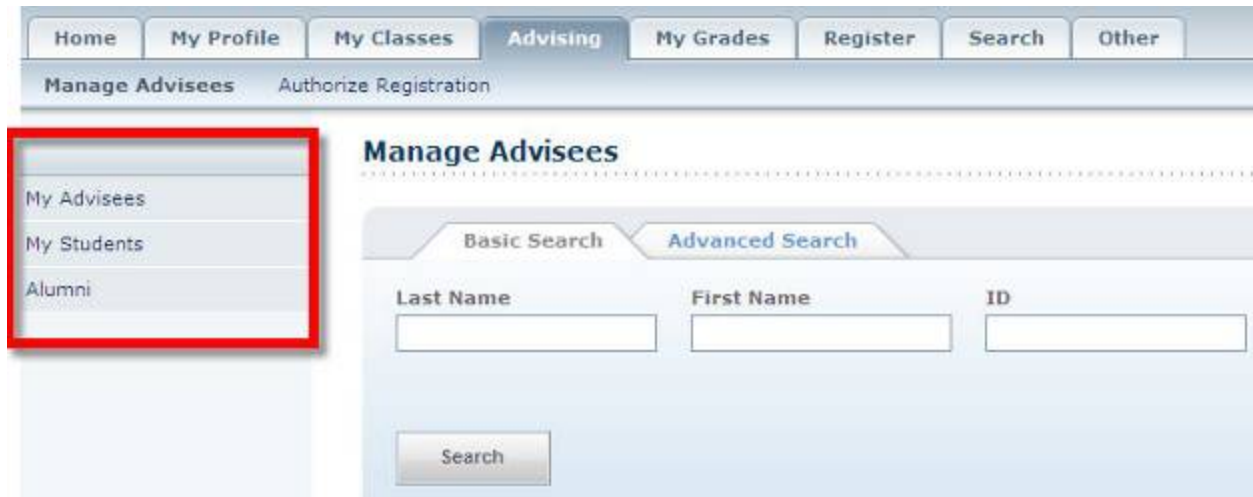 Home My Profile My Classes Advising My Grades Register Search Other
Manage Advisees Authorize Registration
My Advisees
My Students
Alumni
Manage Advisees
Basic Search Advanced Search
Last Name First Name ID
Search